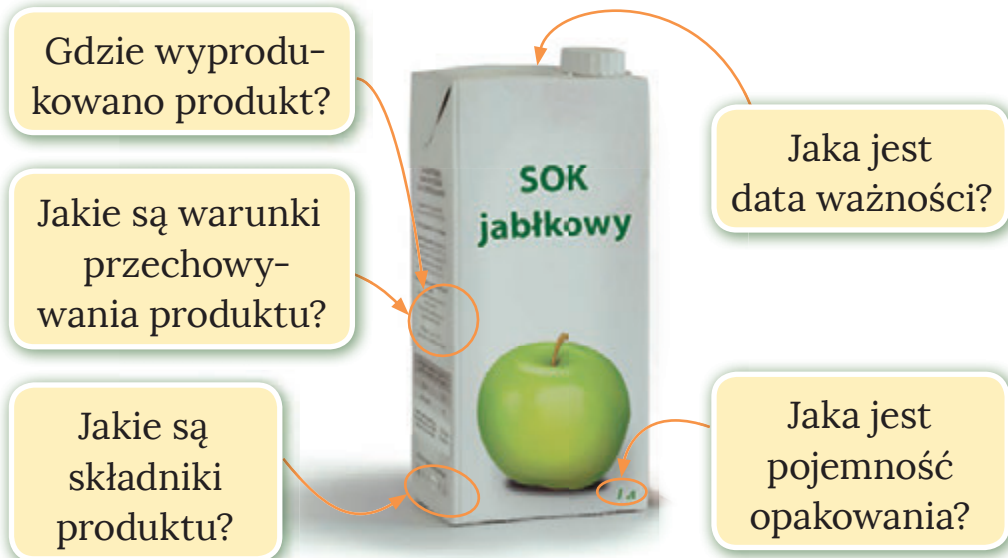 Gdzie wyprodu-
kowano produkt?
Jakie są warunki
przechowy-
wania produktu?
Jakie są
składniki
produktu?
SOK
jabłkowy
Jaka jest
data ważności?
Jaka jest
pojemność
opakowania?